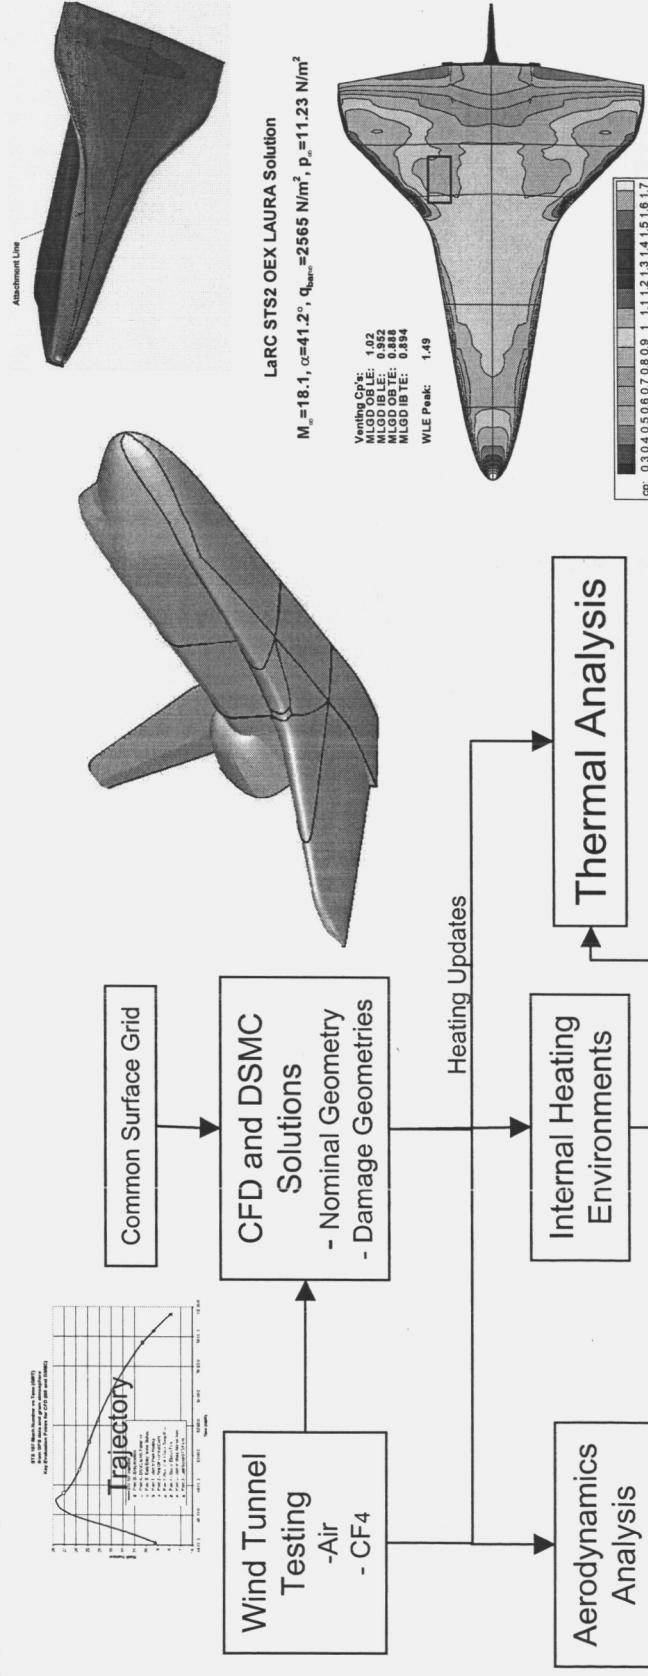 Attachment Line
LaRC STS2 OEX LAURA Solution
M∞=18.1, α=41.2°, qbar∞=2565 N/m², p∞=11.23 N/m²
Venting Cp's:
MLGD OB LE: 1.02
MLGD IB LE: 0.952
MLGD OB TE: 0.888
MLGD IB TE: 0.894
WLE Peak: 1.49
cp: 0.3 0.4 0.5 0.6 0.7 0.8 0.9 1 1.1 1.2 1.3 1.4 1.5 1.6 1.7
Trajectory
Common Surface Grid
Wind Tunnel
Testing
-Air
- CF4
CFD and DSMC
Solutions
- Nominal Geometry
- Damage Geometries
Heating Updates
Aerodynamics
Analysis
Internal Heating
Environments
Thermal Analysis